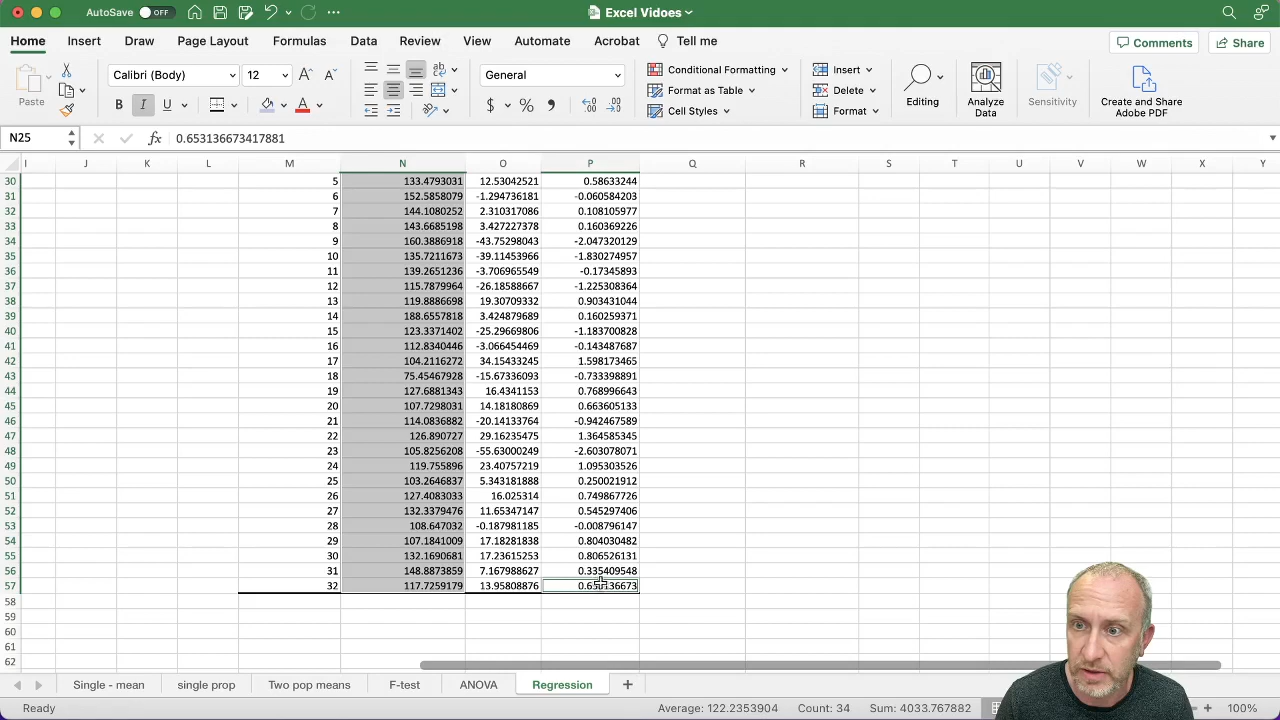 AutoSave OFF
Excel Vidoes
Home Insert Draw Page Layout Formulas Data Review View Automate Acrobat Tell me
Comments Share
Paste
Calibri (Body) 12
General
Conditional Formatting
Format as Table
Cell Styles
Insert
Delete
Format
Editing
Analyze Data
Sensitivity
Create and Share Adobe PDF
N25 fx 0.653136673417881
I J K L M N O P Q R S T U V W X Y
30 5 133.4793031 12.53042521 0.58633244
31 6 152.5858079 -1.294736181 -0.060584203
32 7 144.1080252 2.310317086 0.108105977
33 8 143.6685198 3.427227378 0.160369226
34 9 160.3886918 -43.75298043 -2.047320129
35 10 135.7211673 -39.11453966 -1.830274957
36 11 139.2651236 -3.706965549 -0.17345893
37 12 115.7879964 -26.18588667 -1.225308364
38 13 119.8886698 19.30709332 0.903431044
39 14 188.6557818 3.424879689 0.160259371
40 15 123.3371402 -25.29669806 -1.183700828
41 16 112.8340446 -3.066454469 -0.143487687
42 17 104.2116272 34.15433245 1.598173465
43 18 75.45467928 -15.67336093 -0.733398891
44 19 127.6881343 16.4341153 0.768996643
45 20 107.7298031 14.18180869 0.663605133
46 21 114.0836882 -20.14133764 -0.942467589
47 22 126.890727 29.16235475 1.364585345
48 23 105.8256208 -55.63000249 -2.603078071
49 24 119.755896 23.40757219 1.095303526
50 25 103.2646837 5.343181888 0.250021912
51 26 127.4083033 16.025314 0.749867726
52 27 132.3379476 11.65347147 0.545297406
53 28 108.647032 -0.187981185 -0.008796147
54 29 107.1841009 17.18281838 0.804030482
55 30 132.1690681 17.23615253 0.806526131
56 31 148.8873859 7.167988627 0.335409548
57 32 117.7259179 13.95808876
58
59
60
61
62
Single - mean single prop Two pop means F-test ANOVA Regression
Ready Average: 122.2353904 Count: 34 Sum: 4033.767882 100%